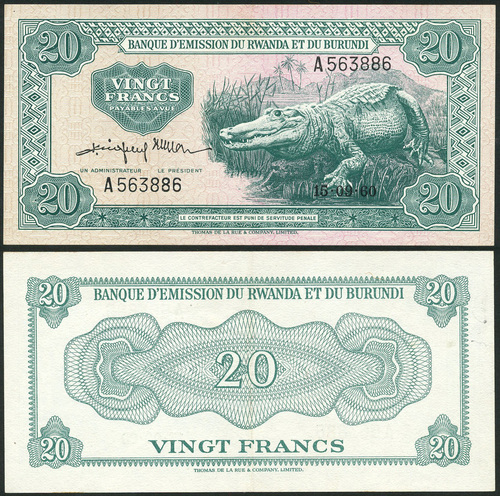 20
BANQUE D'EMISSION DU RWANDA ET DU BURUNDI
20
A563886
VINGT
FRANCS
PAYABLES A VUE
UN ADMINISTRATEUR LE PRÉSIDENT
A563886
15-09-60
20
LE CONTREFACTEUR EST PUNI DE SERVITUDE PENALE
20
THOMAS DE LA RUE & COMPANY, LIMITED.
20
BANQUE D'EMISSION DU RWANDA ET DU BURUNDI
20
20
20
VINGT FRANCS
20
THOMAS DE LA RUE & COMPANY, LIMITED.